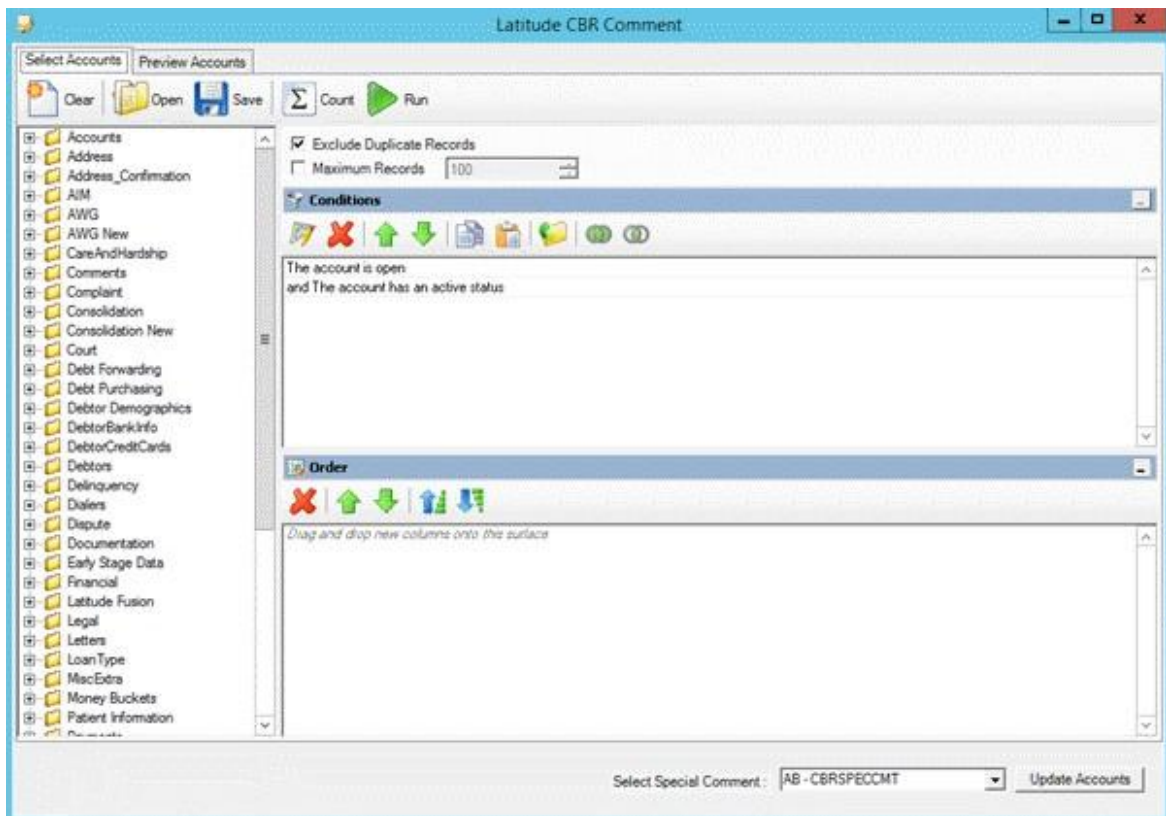 Latitude CBR Comment
Select Accounts Preview Accounts
Clear Open Save Σ Count Run
Accounts
Address
Address_Confirmation
AIM
AWG
AWG New
CareAndHardship
Comments
Complaint
Consolidation
Consolidation New
Court
Debt Forwarding
Debt Purchasing
Debtor Demographics
DebtorBankInfo
DebtorCreditCards
Debtors
Delinquency
Dialers
Dispute
Documentation
Early Stage Data
Financial
Latitude Fusion
Legal
Letters
LoanType
MiscExtra
Money Buckets
Patient Information
Exclude Duplicate Records
Maximum Records 100
Conditions
The account is open
and The account has an active status
Order
Drag and drop new columns onto this surface
Select Special Comment : AB - CBRSPECCMT Update Accounts